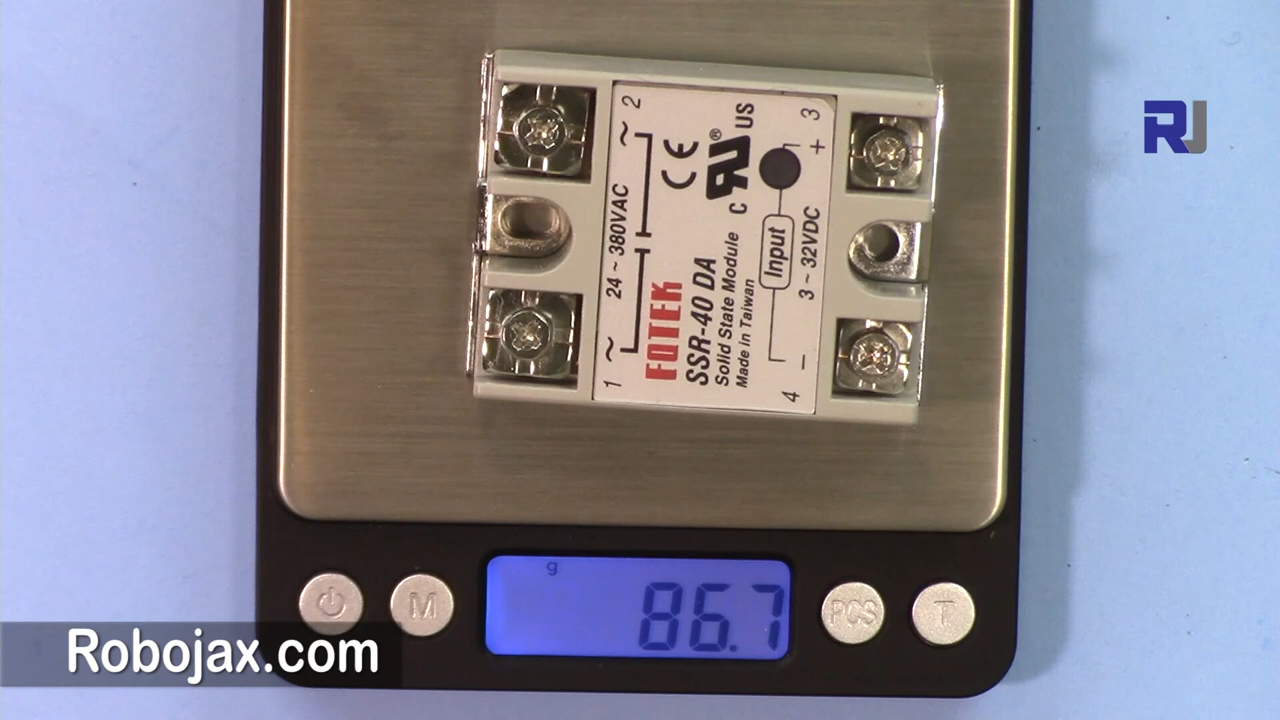 RJ
1 ~ 24 ~ 380VAC ~ 2
FOTEK
SSR-40 DA
Solid State Module
Made in Taiwan
CE
C RU® US
4 − Input + 3
3 ~ 32VDC
g
86.7
M
PCS
T
Robojax.com